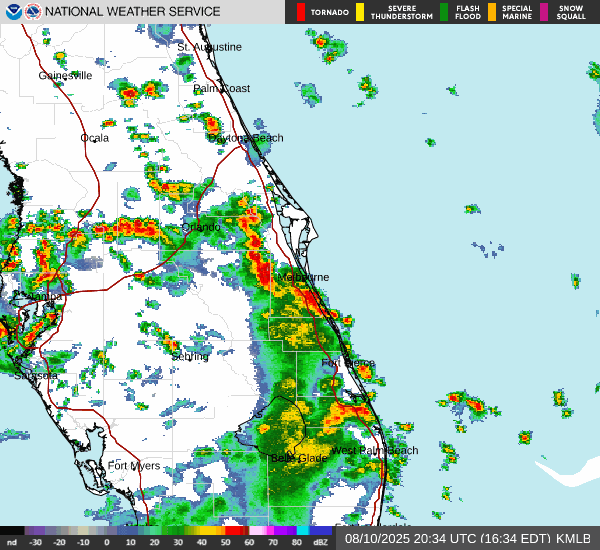 NATIONAL WEATHER SERVICE
TORNADO
SEVERE THUNDERSTORM
FLASH FLOOD
SPECIAL MARINE
SNOW SQUALL
St. Augustine
Gainesville
Palm Coast
Ocala
Daytona Beach
Orlando
Melbourne
Tampa
Sebring
Fort Pierce
Sarasota
West Palm Beach
Belle Glade
Fort Myers
nd -30 -20 -10 0 10 20 30 40 50 60 70 80 dBZ
08/10/2025 20:34 UTC (16:34 EDT) KMLB